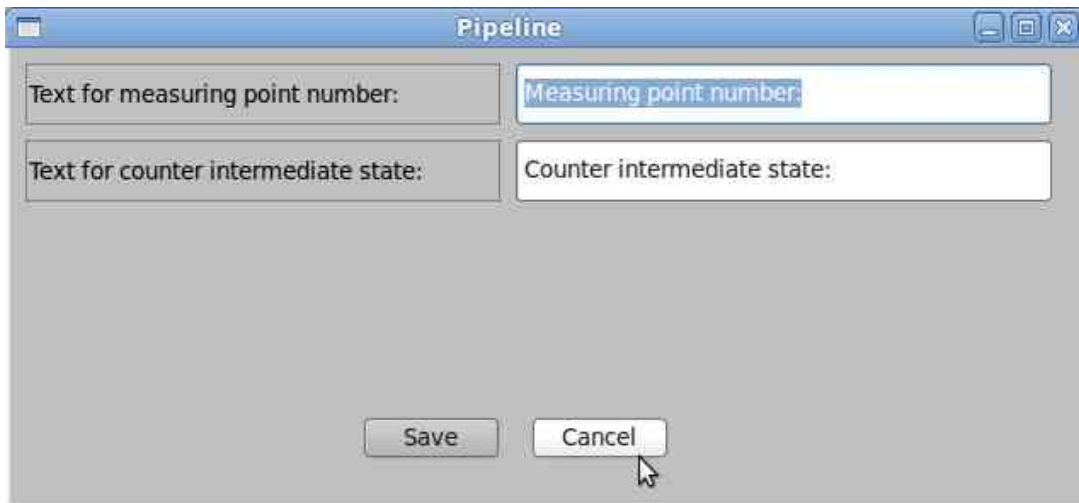 Pipeline
Text for measuring point number:
Measuring point number:
Text for counter intermediate state:
Counter intermediate state:
Save
Cancel